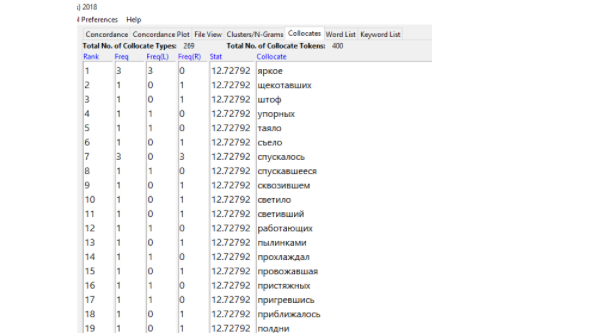 ) 2018
Preferences Help
Concordance Concordance Plot File View Clusters/N-Grams Collocates Word List Keyword List
Total No. of Collocate Types: 269 Total No. of Collocate Tokens: 400
Rank Freq Freq(L) Freq(R) Stat Collocate
1 3 3 0 12.72792 яркое
2 1 0 1 12.72792 щекотавших
3 1 0 1 12.72792 штоф
4 1 1 0 12.72792 упорных
5 1 1 0 12.72792 таяло
6 1 0 1 12.72792 съело
7 3 0 3 12.72792 спускалось
8 1 1 0 12.72792 спускавшееся
9 1 0 1 12.72792 сквозившем
10 1 0 1 12.72792 светило
11 1 0 1 12.72792 светивший
12 1 1 0 12.72792 работающих
13 1 0 1 12.72792 пылинками
14 1 1 0 12.72792 прохлаждал
15 1 0 1 12.72792 провожавшая
16 1 1 0 12.72792 пристяжных
17 1 1 0 12.72792 пригревшись
18 1 0 1 12.72792 приближалось
19 1 0 1 12.72792 полдни